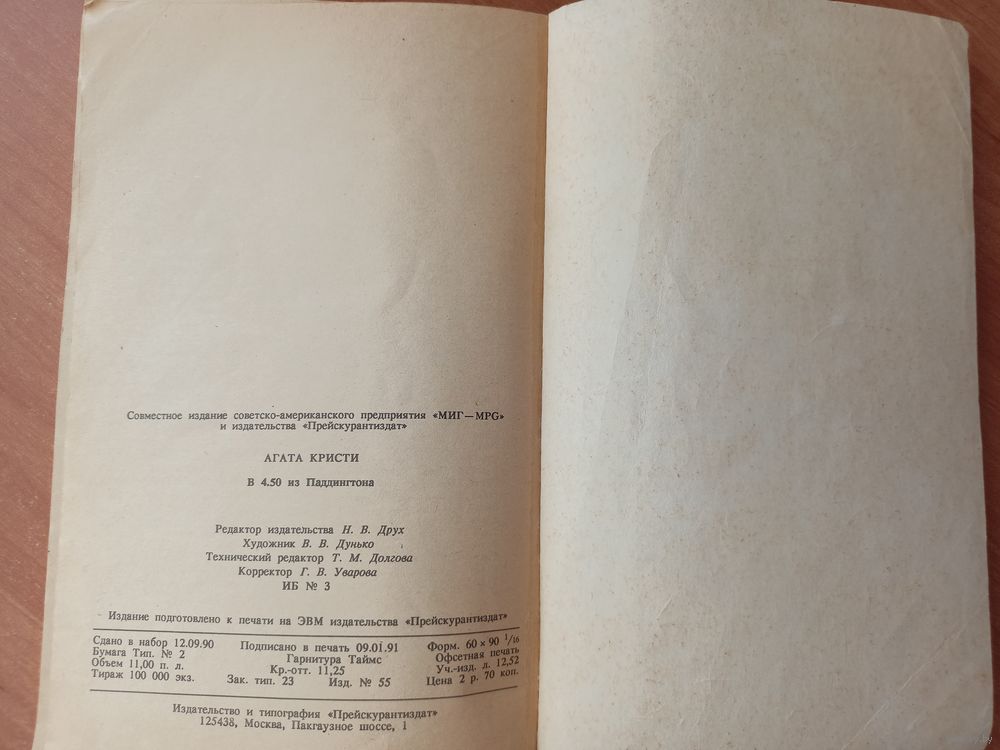 Совместное издание советско-американского предприятия «МИГ—MPG»
и издательства «Прейскурантиздат»
АГАТА КРИСТИ
В 4.50 из Паддингтона
Редактор издательства Н. В. Друх
Художник В. В. Дунько
Технический редактор Т. М. Долгова
Корректор Г. В. Уварова
ИБ № 3
Издание подготовлено к печати на ЭВМ издательства «Прейскурантиздат»
Сдано в набор 12.09.90 Подписано в печать 09.01.91 Форм. 60×90 1/16
Бумага Тип. № 2 Гарнитура Таймс Офсетная печать
Объем 11,00 п. л. Кр.-отт. 11,25 Уч.-изд. л. 12,52
Тираж 100 000 экз. Зак. тип. 23 Изд. № 55 Цена 2 р. 70 коп.
Издательство и типография «Прейскурантиздат»
125438, Москва, Пакгаузное шоссе, 1